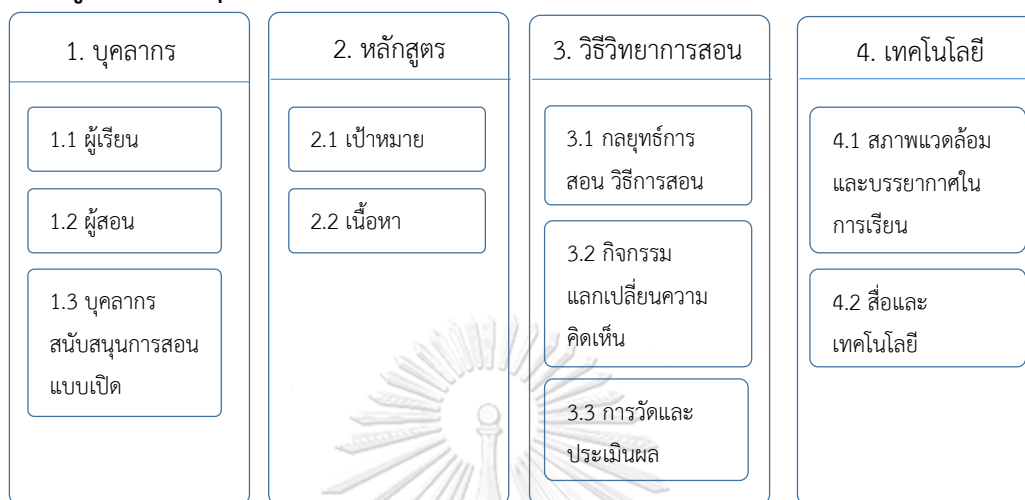 1. บุคลากร
1.1 ผู้เรียน
1.2 ผู้สอน
1.3 บุคลากร
สนับสนุนการสอน
แบบเปิด
2. หลักสูตร
2.1 เป้าหมาย
2.2 เนื้อหา
3. วิธีวิทยาการสอน
3.1 กลยุทธ์การ
สอน วิธีการสอน
3.2 กิจกรรม
แลกเปลี่ยนความ
คิดเห็น
3.3 การวัดและ
ประเมินผล
4. เทคโนโลยี
4.1 สภาพแวดล้อม
และบรรยากาศใน
การเรียน
4.2 สื่อและ
เทคโนโลยี